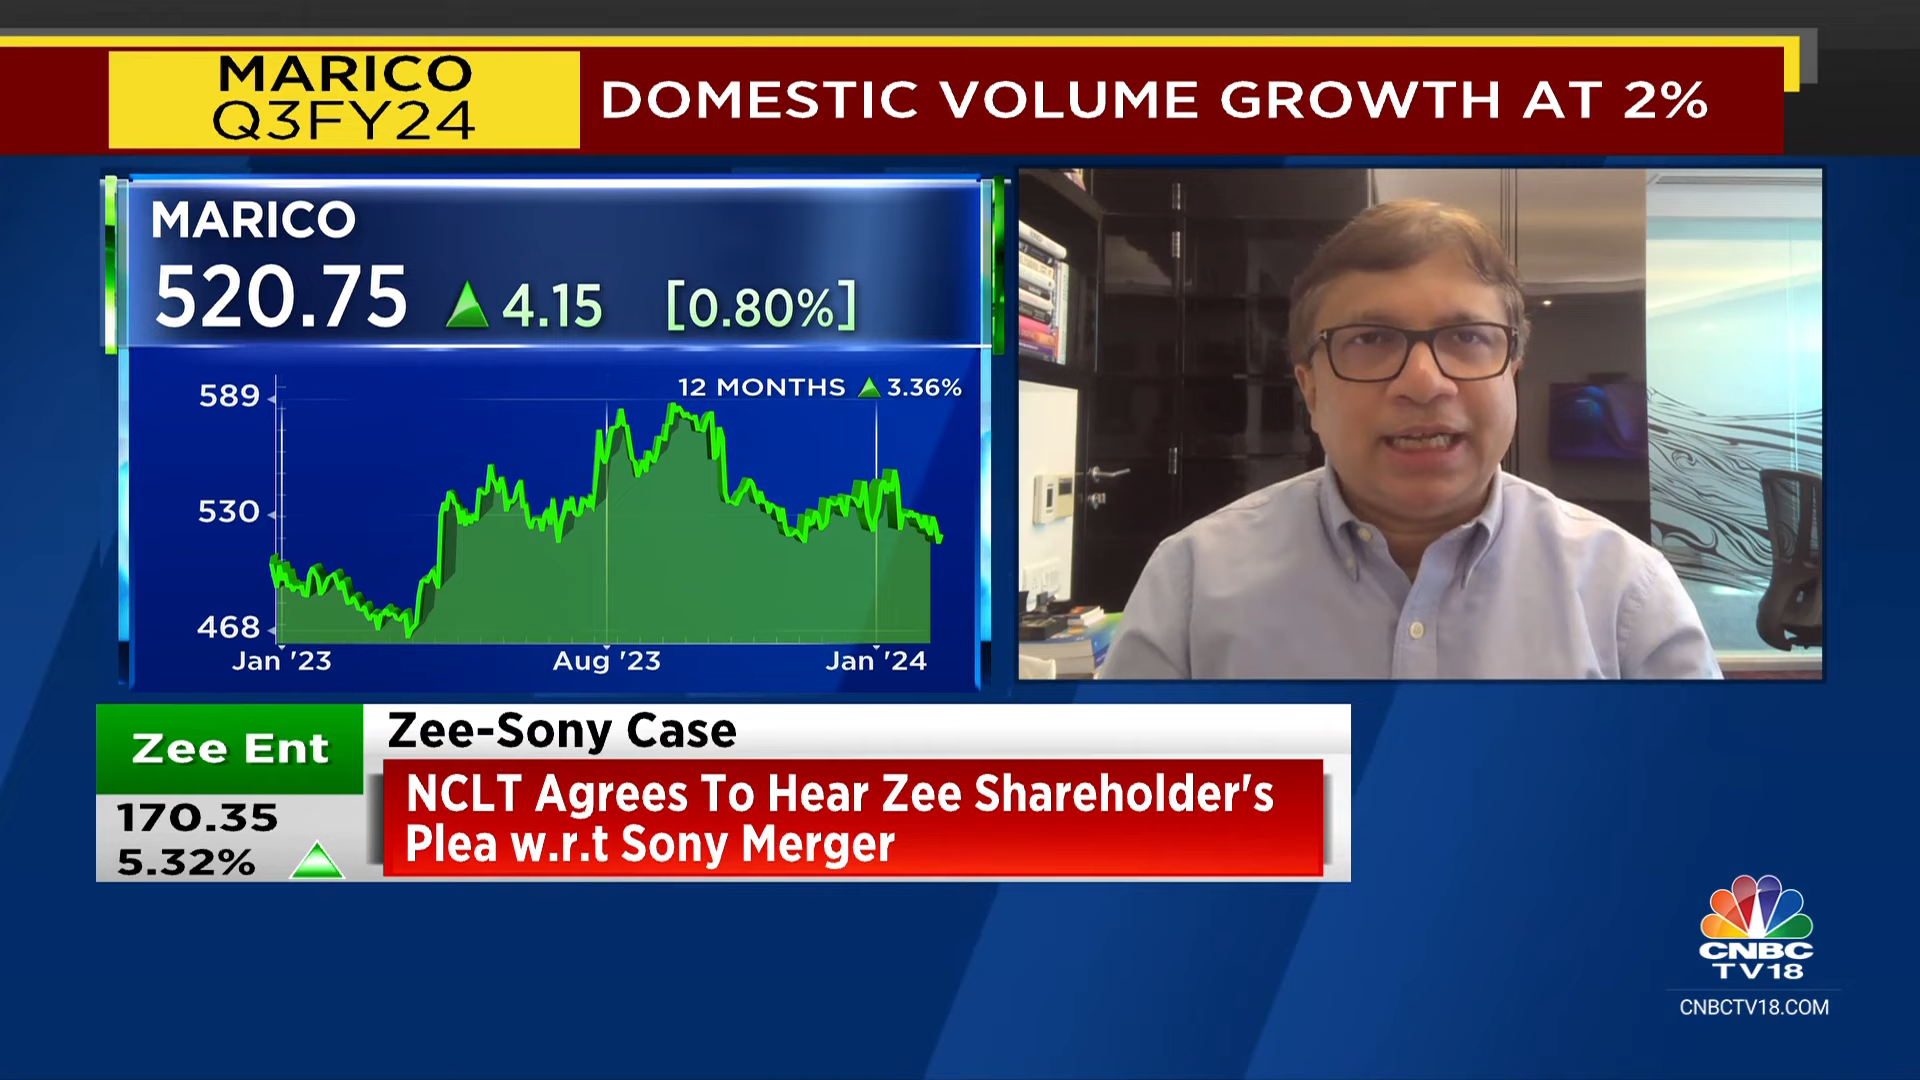 MARICO
Q3FY24
DOMESTIC VOLUME GROWTH AT 2%
MARICO
520.75 ▲ 4.15 [0.80%]
12 MONTHS ▲ 3.36%
589
530
468
Jan '23 Aug '23 Jan '24
Zee Ent
170.35
5.32%
Zee-Sony Case
NCLT Agrees To Hear Zee Shareholder's
Plea w.r.t Sony Merger
CNBC
TV18
CNBCTV18.COM